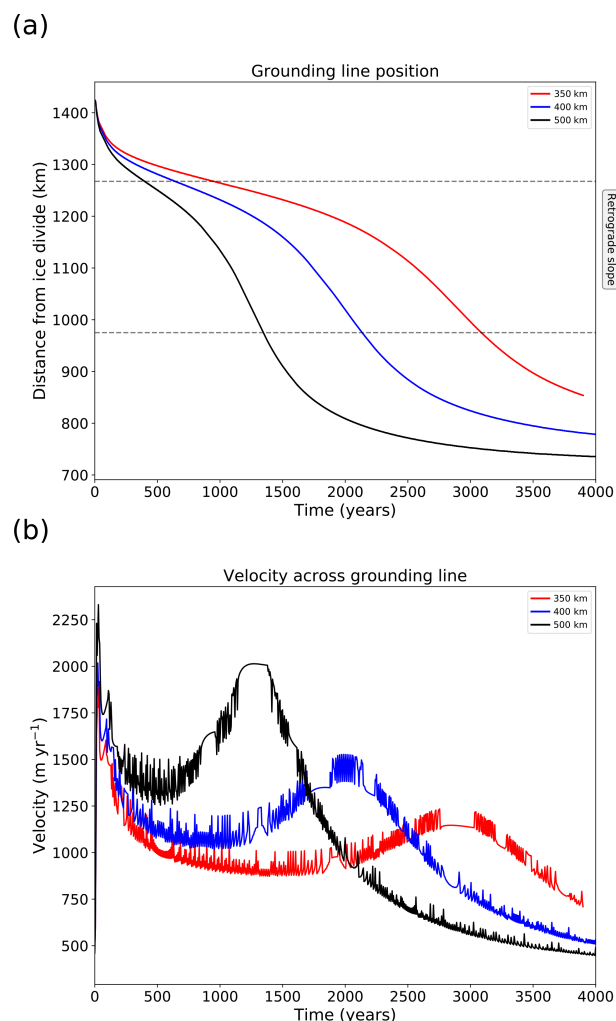 (a)
Grounding line position
350 km
400 km
500 km
1400
1300
1200
1100
1000
900
800
700
Distance from ice divide (km)
Retrograde slope
0 500 1000 1500 2000 2500 3000 3500 4000
Time (years)
(b)
Velocity across grounding line
350 km
400 km
500 km
2250
2000
1750
1500
1250
1000
750
500
Velocity (m yr⁻¹)
0 500 1000 1500 2000 2500 3000 3500 4000
Time (years)